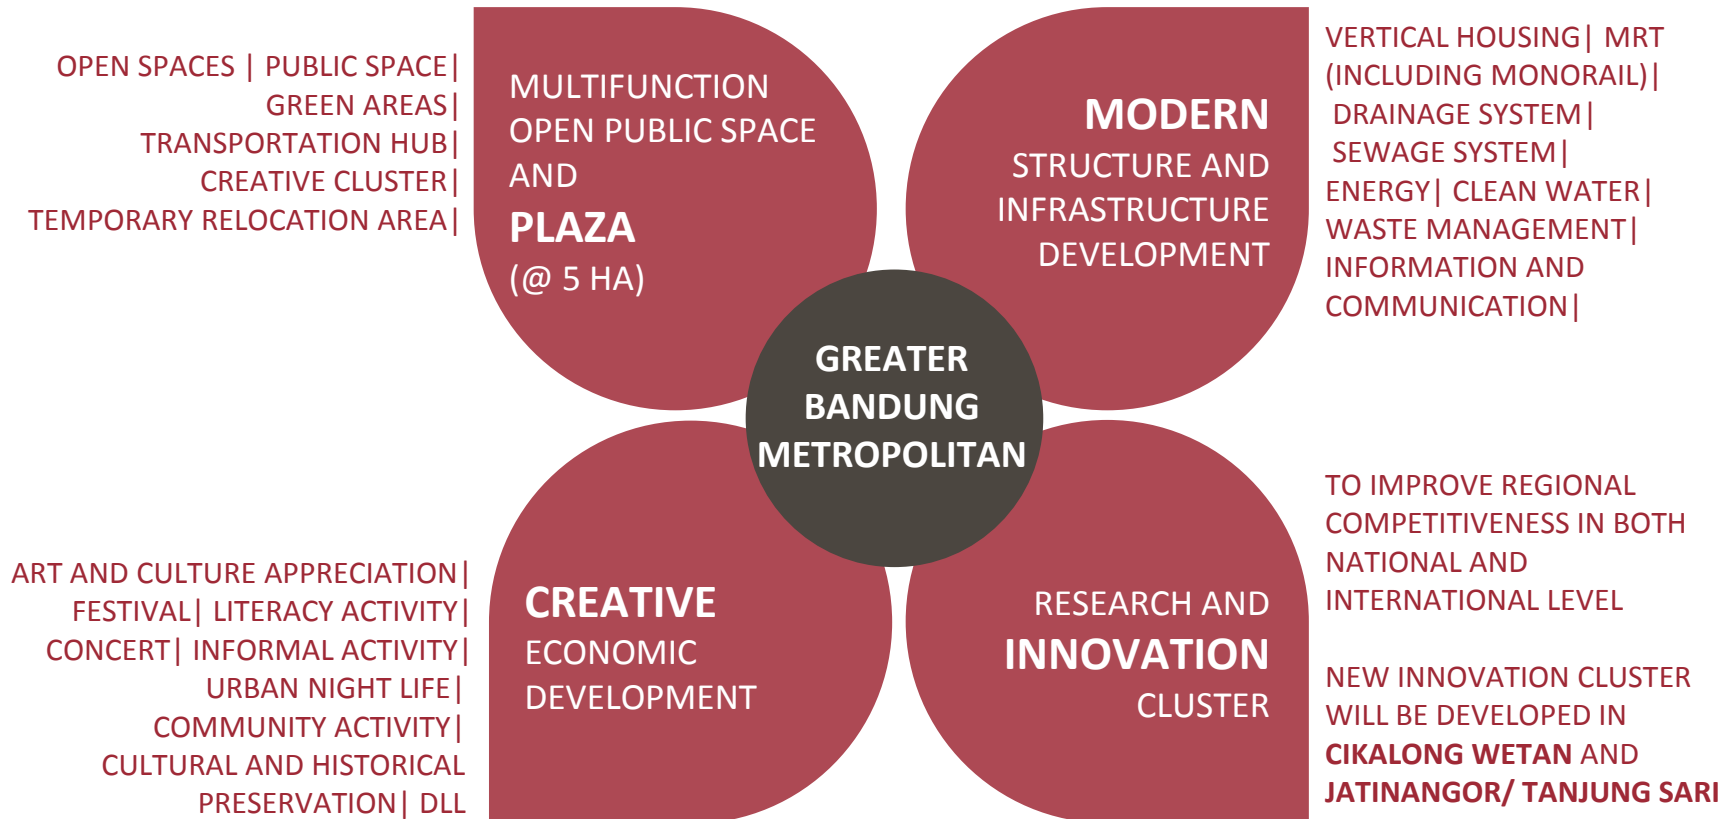 OPEN SPACES | PUBLIC SPACE|
GREEN AREAS|
TRANSPORTATION HUB|
CREATIVE CLUSTER|
TEMPORARY RELOCATION AREA|
MULTIFUNCTION
OPEN PUBLIC SPACE
AND
PLAZA
(@ 5 HA)
MODERN
STRUCTURE AND
INFRASTRUCTURE
DEVELOPMENT
VERTICAL HOUSING| MRT
(INCLUDING MONORAIL)|
DRAINAGE SYSTEM|
SEWAGE SYSTEM|
ENERGY| CLEAN WATER|
WASTE MANAGEMENT|
INFORMATION AND
COMMUNICATION|
GREATER
BANDUNG
METROPOLITAN
ART AND CULTURE APPRECIATION|
FESTIVAL| LITERACY ACTIVITY|
CONCERT| INFORMAL ACTIVITY|
URBAN NIGHT LIFE|
COMMUNITY ACTIVITY|
CULTURAL AND HISTORICAL
PRESERVATION| DLL
CREATIVE
ECONOMIC
DEVELOPMENT
RESEARCH AND
INNOVATION
CLUSTER
TO IMPROVE REGIONAL
COMPETITIVENESS IN BOTH
NATIONAL AND
INTERNATIONAL LEVEL
NEW INNOVATION CLUSTER
WILL BE DEVELOPED IN
CIKALONG WETAN AND
JATINANGOR/ TANJUNG SARI